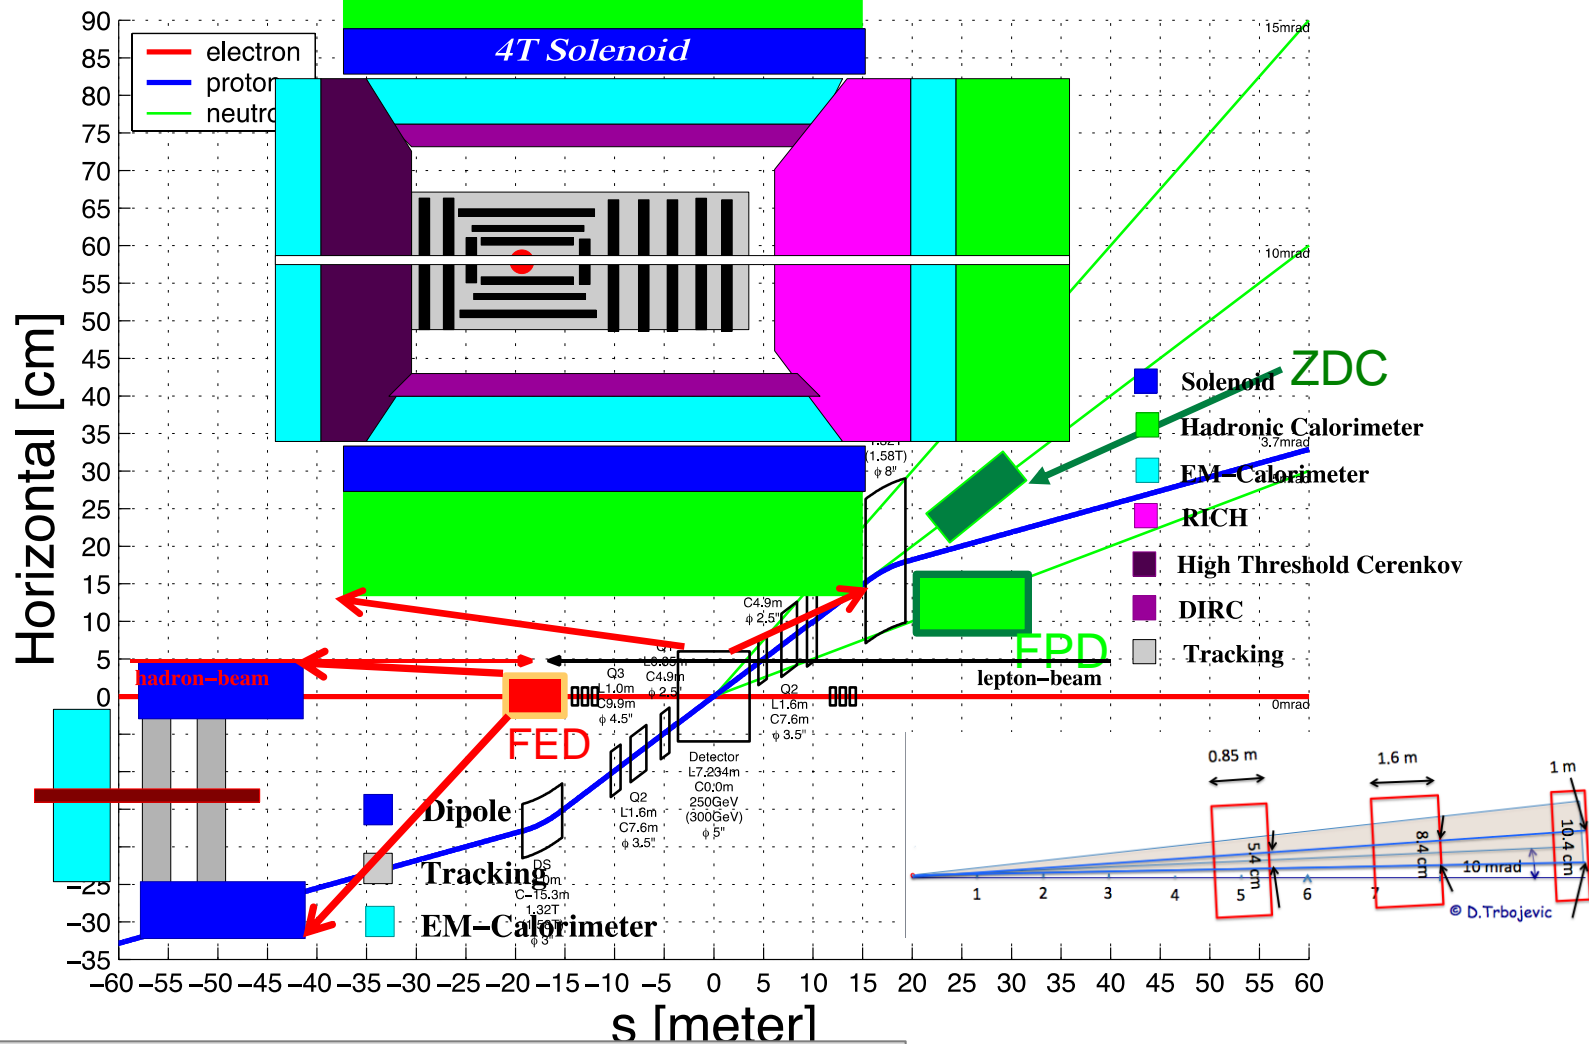 90
85
80
75
70
65
60
55
50
45
40
35
30
25
20
15
10
5
0
−25
−30
−35
Horizontal [cm]
electron
4T Solenoid
15mrad
10mrad
ZDC
Solenoid
Hadronic Calorimeter
3.7mrad
EM−Calorimeter
RICH
High Threshold Cerenkov
DIRC
Tracking
(1.58T)
ϕ 8"
C4.9m
ϕ 2.5"
FPD
hadron−beam
lepton−beam
0mrad
Q3
L1.0m
C9.9m
ϕ 4.5"
C4.9m
ϕ 2.5"
Q2
L1.6m
C7.6m
ϕ 3.5"
FED
Detector
L7.234m
C0.0m
250GeV
(300GeV)
ϕ 5"
Q2
L1.6m
C7.6m
ϕ 3.5"
Dipole
Tracking
EM−Calorimeter
DS
C−15.3m
1.32T
ϕ 3"
0.85 m
1.6 m
1 m
5.4 cm
8.4 cm
10.4 cm
10 mrad
1 2 3 4 5 6 7
© D.Trbojevic
−60 −55 −50 −45 −40 −35 −30 −25 −20 −15 −10 −5 0 5 10 15 20 25 30 35 40 45 50 55 60
s [meter]